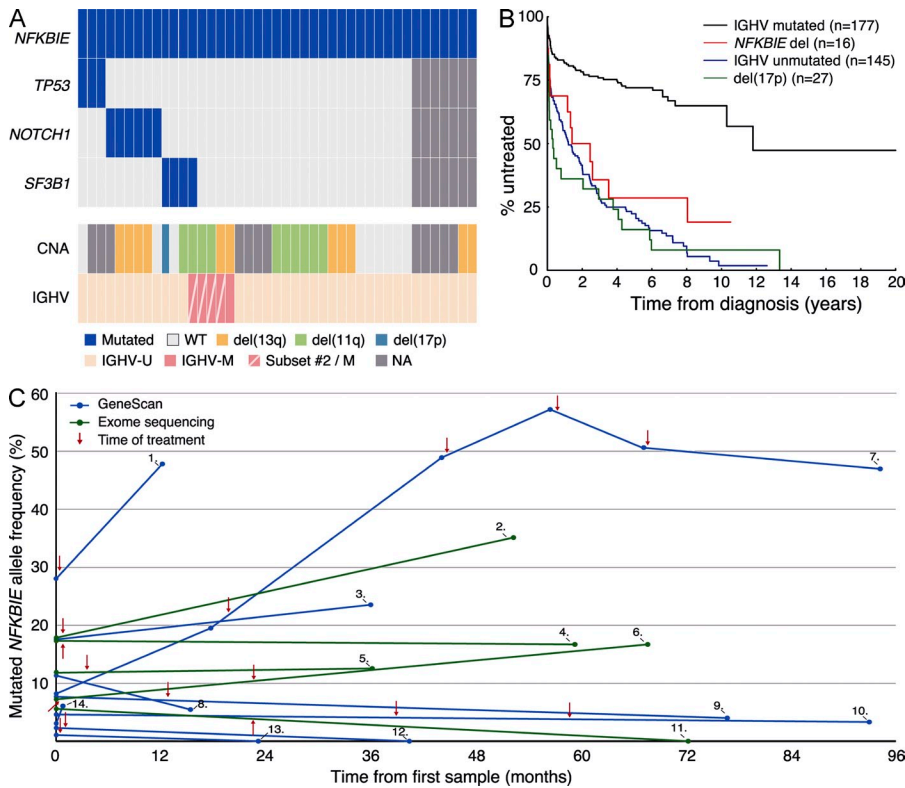 A
NFKBIE
TP53
NOTCH1
SF3B1
CNA
IGHV
Mutated WT del(13q) del(11q) del(17p)
IGHV-U IGHV-M Subset #2 / M NA
B
% untreated
100
75
50
25
0
0 2 4 6 8 10 12 14 16 18 20
Time from diagnosis (years)
IGHV mutated (n=177)
NFKBIE del (n=16)
IGHV unmutated (n=145)
del(17p) (n=27)
C
Mutated NFKBIE allele frequency (%)
60
50
40
30
20
10
0
GeneScan
Exome sequencing
Time of treatment
1.
2.
3.
4.
5.
6.
7.
8.
9.
10.
11.
12.
13.
14.
0 12 24 36 48 60 72 84 96
Time from first sample (months)